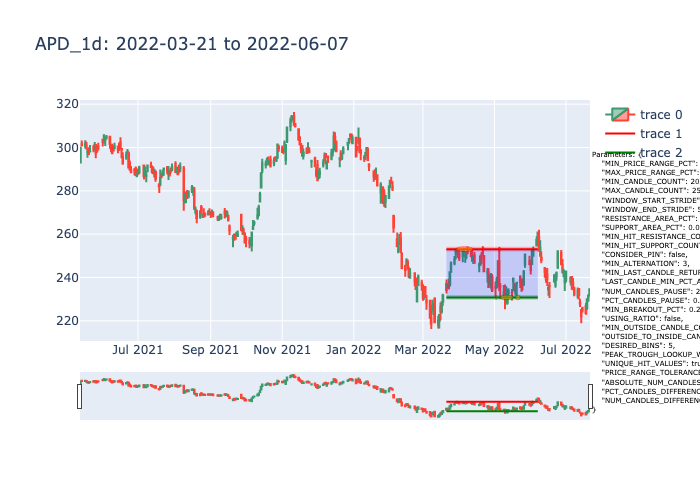 APD_1d: 2022-03-21 to 2022-06-07
320
300
280
260
240
220
Jul 2021
Sep 2021
Nov 2021
Jan 2022
Mar 2022
May 2022
Jul 2022
trace 0
trace 1
trace 2
Parameters: {
"MIN_PRICE_RANGE_PCT":
"MAX_PRICE_RANGE_PCT":
"MIN_CANDLE_COUNT": 20
"MAX_CANDLE_COUNT": 25
"WINDOW_START_STRIDE"
"WINDOW_END_STRIDE": 5
"RESISTANCE_AREA_PCT":
"SUPPORT_AREA_PCT": 0.0
"MIN_HIT_RESISTANCE_CO
"MIN_HIT_SUPPORT_COUNT
"CONSIDER_PIN": false,
"MIN_ALTERNATION": 3,
"MIN_LAST_CANDLE_RETUR
"LAST_CANDLE_MIN_PCT_A
"NUM_CANDLES_PAUSE": 2
"PCT_CANDLES_PAUSE": 0.
"MIN_BREAKOUT_PCT": 0.2
"USING_RATIO": false,
"MIN_OUTSIDE_CANDLE_CO
"OUTSIDE_TO_INSIDE_CAN
"DESIRED_BINS": 5,
"PEAK_TROUGH_LOOKUP_W
"UNIQUE_HIT_VALUES": tru
"PRICE_RANGE_TOLERANC
"ABSOLUTE_NUM_CANDLES
"PCT_CANDLES_DIFFERENC
"NUM_CANDLES_DIFFEREN
}